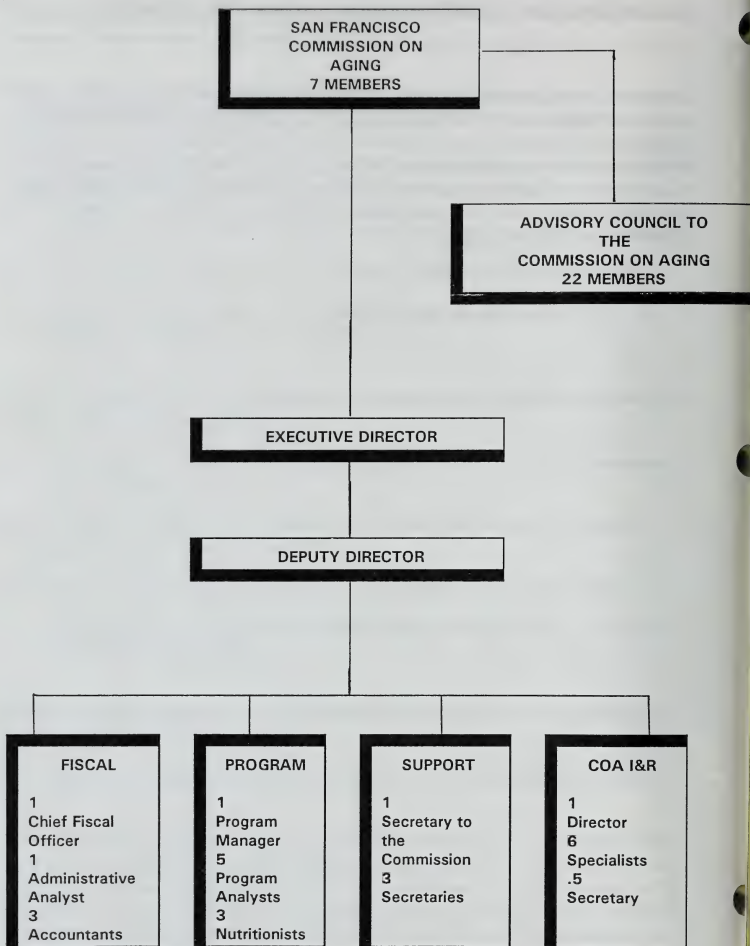 SAN FRANCISCO
COMMISSION ON
AGING
7 MEMBERS
ADVISORY COUNCIL TO
THE
COMMISSION ON AGING
22 MEMBERS
EXECUTIVE DIRECTOR
DEPUTY DIRECTOR
FISCAL
1
Chief Fiscal
Officer
1
Administrative
Analyst
3
Accountants
PROGRAM
1
Program
Manager
5
Program
Analysts
3
Nutritionists
SUPPORT
1
Secretary to
the
Commission
3
Secretaries
COA I&R
1
Director
6
Specialists
.5
Secretary